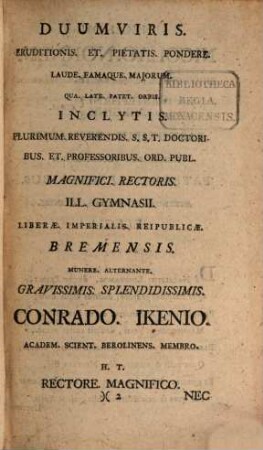 DUUMVIRIS.
ERUDITIONIS. ET. PIETATIS. PONDERE.
LAUDE. FAMAQUE. MAJORUM.
QUA. LATE. PATET. ORBIS.
INCLYTIS.
PLURIMUM. REVERENDIS. S. S. T. DOCTORI-
BUS. ET. PROFESSORIBUS. ORD. PUBL.
MAGNIFICI. RECTORIS.
ILL. GYMNASII.
LIBERÆ. IMPERIALIS. REIPUBLICÆ.
BREMENSIS.
MUNERE. ALTERNANTE.
GRAVISSIMIS. SPLENDIDISSIMIS.
CONRADO. IKENIO.
ACADEM. SCIENT. BEROLINENS. MEMBRO.
H. T.
RECTORE. MAGNIFICO.
)( 2 NEC
BIBLIOTHECA
REGIA
MONACENSIS.